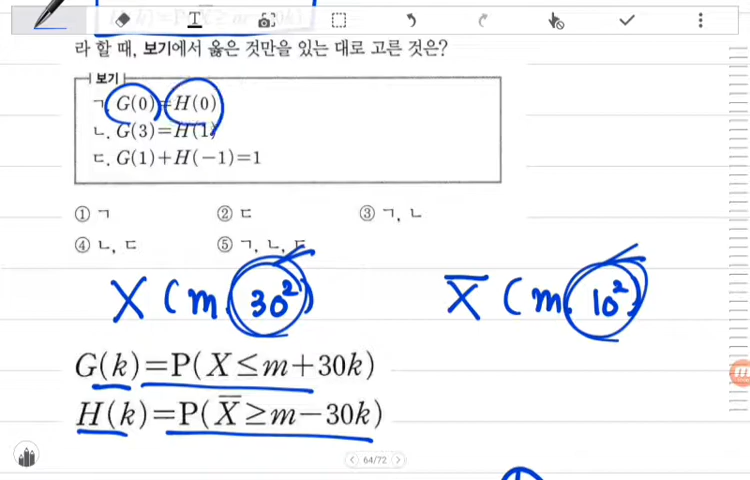 라 할 때, 보기에서 옳은 것만을 있는 대로 고른 것은?
보기
ㄱ. G(0)=H(0)
ㄴ. G(3)=H(1)
ㄷ. G(1)+H(−1)=1
① ㄱ ② ㄷ ③ ㄱ, ㄴ
④ ㄴ, ㄷ ⑤ ㄱ, ㄴ, ㄷ
X (m, 30²) X̅ (m, 10²)
G(k)=P(X≤m+30k)
H(k)=P(X̅≥m−30k)
64/72